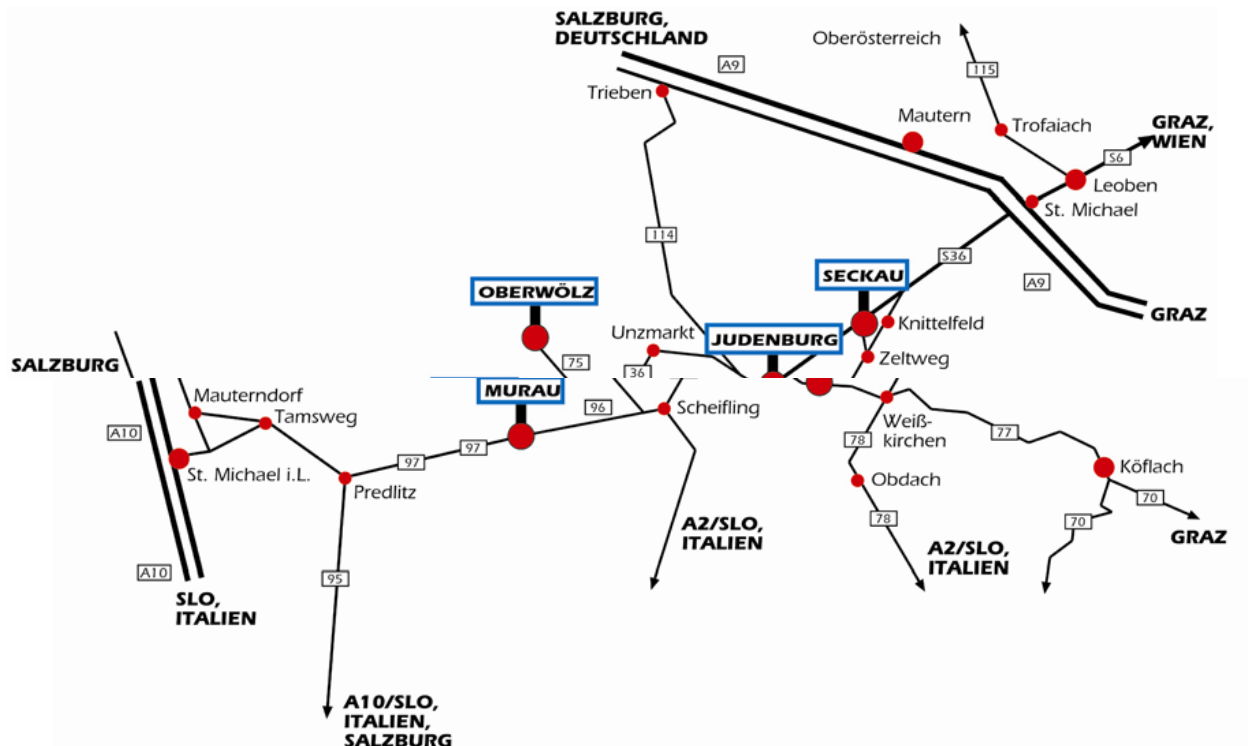 SALZBURG,
DEUTSCHLAND
A9
Oberösterreich
115
Trieben
Mautern
Trofaiach
GRAZ,
WIEN
S6
Leoben
St. Michael
114
S36
A9
GRAZ
SECKAU
OBERWÖLZ
Unzmarkt
JUDENBURG
Knittelfeld
Zeltweg
75
36
SALZBURG
Mauterndorf
Tamsweg
MURAU
96
Scheifling
A10
97
97
St. Michael i.L.
Predlitz
Weiß-
kirchen
78
77
Köflach
Obdach
70
70
78
GRAZ
A2/SLO,
ITALIEN
A2/SLO,
ITALIEN
A10
95
SLO,
ITALIEN
A10/SLO,
ITALIEN,
SALZBURG